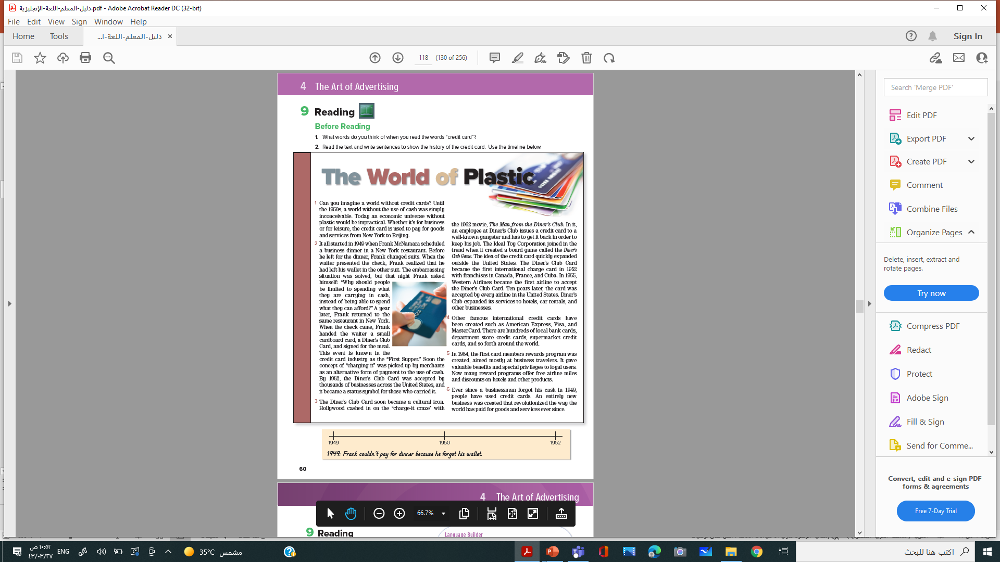 دليل-المعلم-اللغة-الإنجليزية.pdf - Adobe Acrobat Reader DC (32-bit)
File Edit View Sign Window Help
Home Tools دليل-المعلم-اللغة-ا... × Sign In
118 (130 of 256)
4 The Art of Advertising
9 Reading
Before Reading
1. What words do you think of when you read the words “credit card”?
2. Read the text and write sentences to show the history of the credit card. Use the timeline below.
The World of Plastic
1 Can you imagine a world without credit cards? Until
the 1950s, a world without the use of cash was simply
inconceivable. Today an economic universe without
plastic would be impractical. Whether it’s for business
or for leisure, the credit card is used to pay for goods
and services from New York to Beijing.
2 It all started in 1949 when Frank McNamara scheduled
a business dinner in a New York restaurant. Before
he left for the dinner, Frank changed suits. When the
waiter presented the check, Frank realized that he
had left his wallet in the other suit. The embarrassing
situation was solved, but that night Frank asked
himself: “Why should people
be limited to spending what
they are carrying in cash,
instead of being able to spend
what they can afford?” A year
later, Frank returned to the
same restaurant in New York.
When the check came, Frank
handed the waiter a small
cardboard card, a Diner’s Club
Card, and signed for the meal.
This event is known in the
credit card industry as the “First Supper.” Soon the
concept of “charging it” was picked up by merchants
as an alternative form of payment to the use of cash.
By 1952, the Diner’s Club Card was accepted by
thousands of businesses across the United States, and
it became a status symbol for those who carried it.
3 The Diner’s Club Card soon became a cultural icon.
Hollywood cashed in on the “charge-it craze” with
the 1962 movie, The Man from the Diner’s Club. In it,
an employee at Diner’s Club issues a credit card to a
well-known gangster and has to get it back in order to
keep his job. The Ideal Toy Corporation joined in the
trend when it created a board game called the Diner’s
Club Game. The idea of the credit card quickly expanded
outside the United States. The Diner’s Club Card
became the first international charge card in 1952
with franchises in Canada, France, and Cuba. In 1955,
Western Airlines became the first airline to accept
the Diner’s Club Card. Ten years later, the card was
accepted by every airline in the United States. Diner’s
Club expanded its services to hotels, car rentals, and
other businesses.
4 Other famous international credit cards have
been created such as American Express, Visa, and
MasterCard. There are hundreds of local bank cards,
department store credit cards, supermarket credit
cards, and so forth around the world.
5 In 1984, the first card members rewards program was
created, aimed mostly at business travelers. It gave
valuable benefits and special privileges to loyal users.
Now many reward programs offer free airline miles
and discounts on hotels and other products.
6 Ever since a businessman forgot his cash in 1949,
people have used credit cards. An entirely new
business was created that revolutionized the way the
world has paid for goods and services ever since.
1949 1950 1952
1949: Frank couldn’t pay for dinner because he forgot his wallet.
60
4 The Art of Advertising
66.7%
9 Reading
Language Builder
Search 'Merge PDF'
Edit PDF
Export PDF
Create PDF
Comment
Combine Files
Organize Pages
Delete, insert, extract and
rotate pages.
Try now
Compress PDF
Redact
Protect
Adobe Sign
Fill & Sign
Send for Comme...
Convert, edit and e-sign PDF
forms & agreements
Free 7-Day Trial
١٠:٥٢ ص
٤٣/٠٣/٢٧
ENG
35°C مشمس
اكتب هنا للبحث